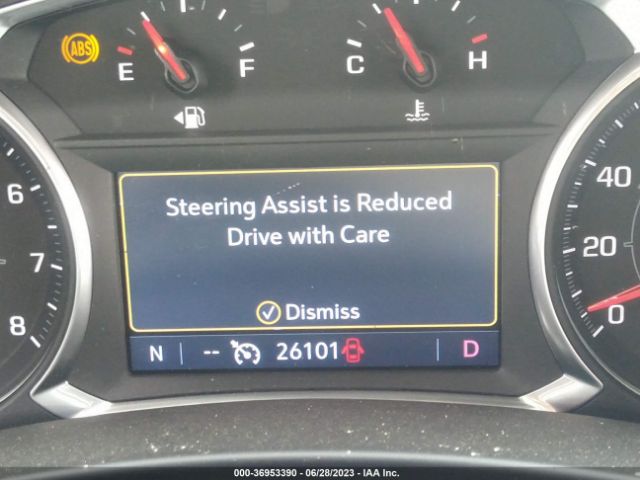 ABS
E F
C H
Steering Assist is Reduced
Drive with Care
Dismiss
N -- 26101 D
6
7
8
40
20
0
000-36953390 - 06/28/2023 - IAA Inc.